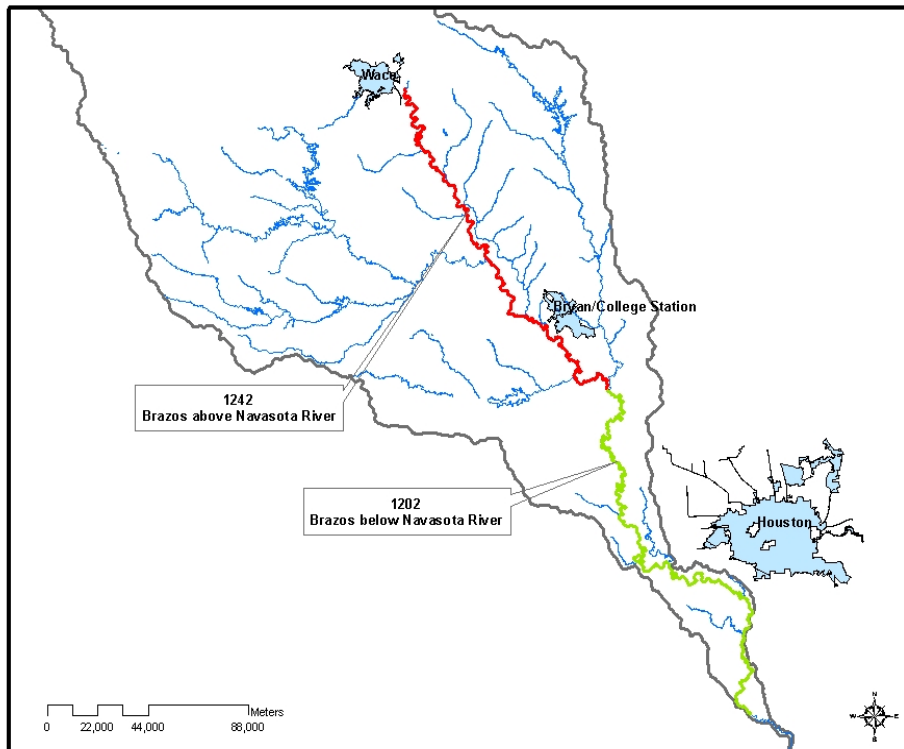 Waco
Bryan/College Station
1242
Brazos above Navasota River
1202
Brazos below Navasota River
Houston
Meters
0 22,000 44,000 88,000
N
W E
S